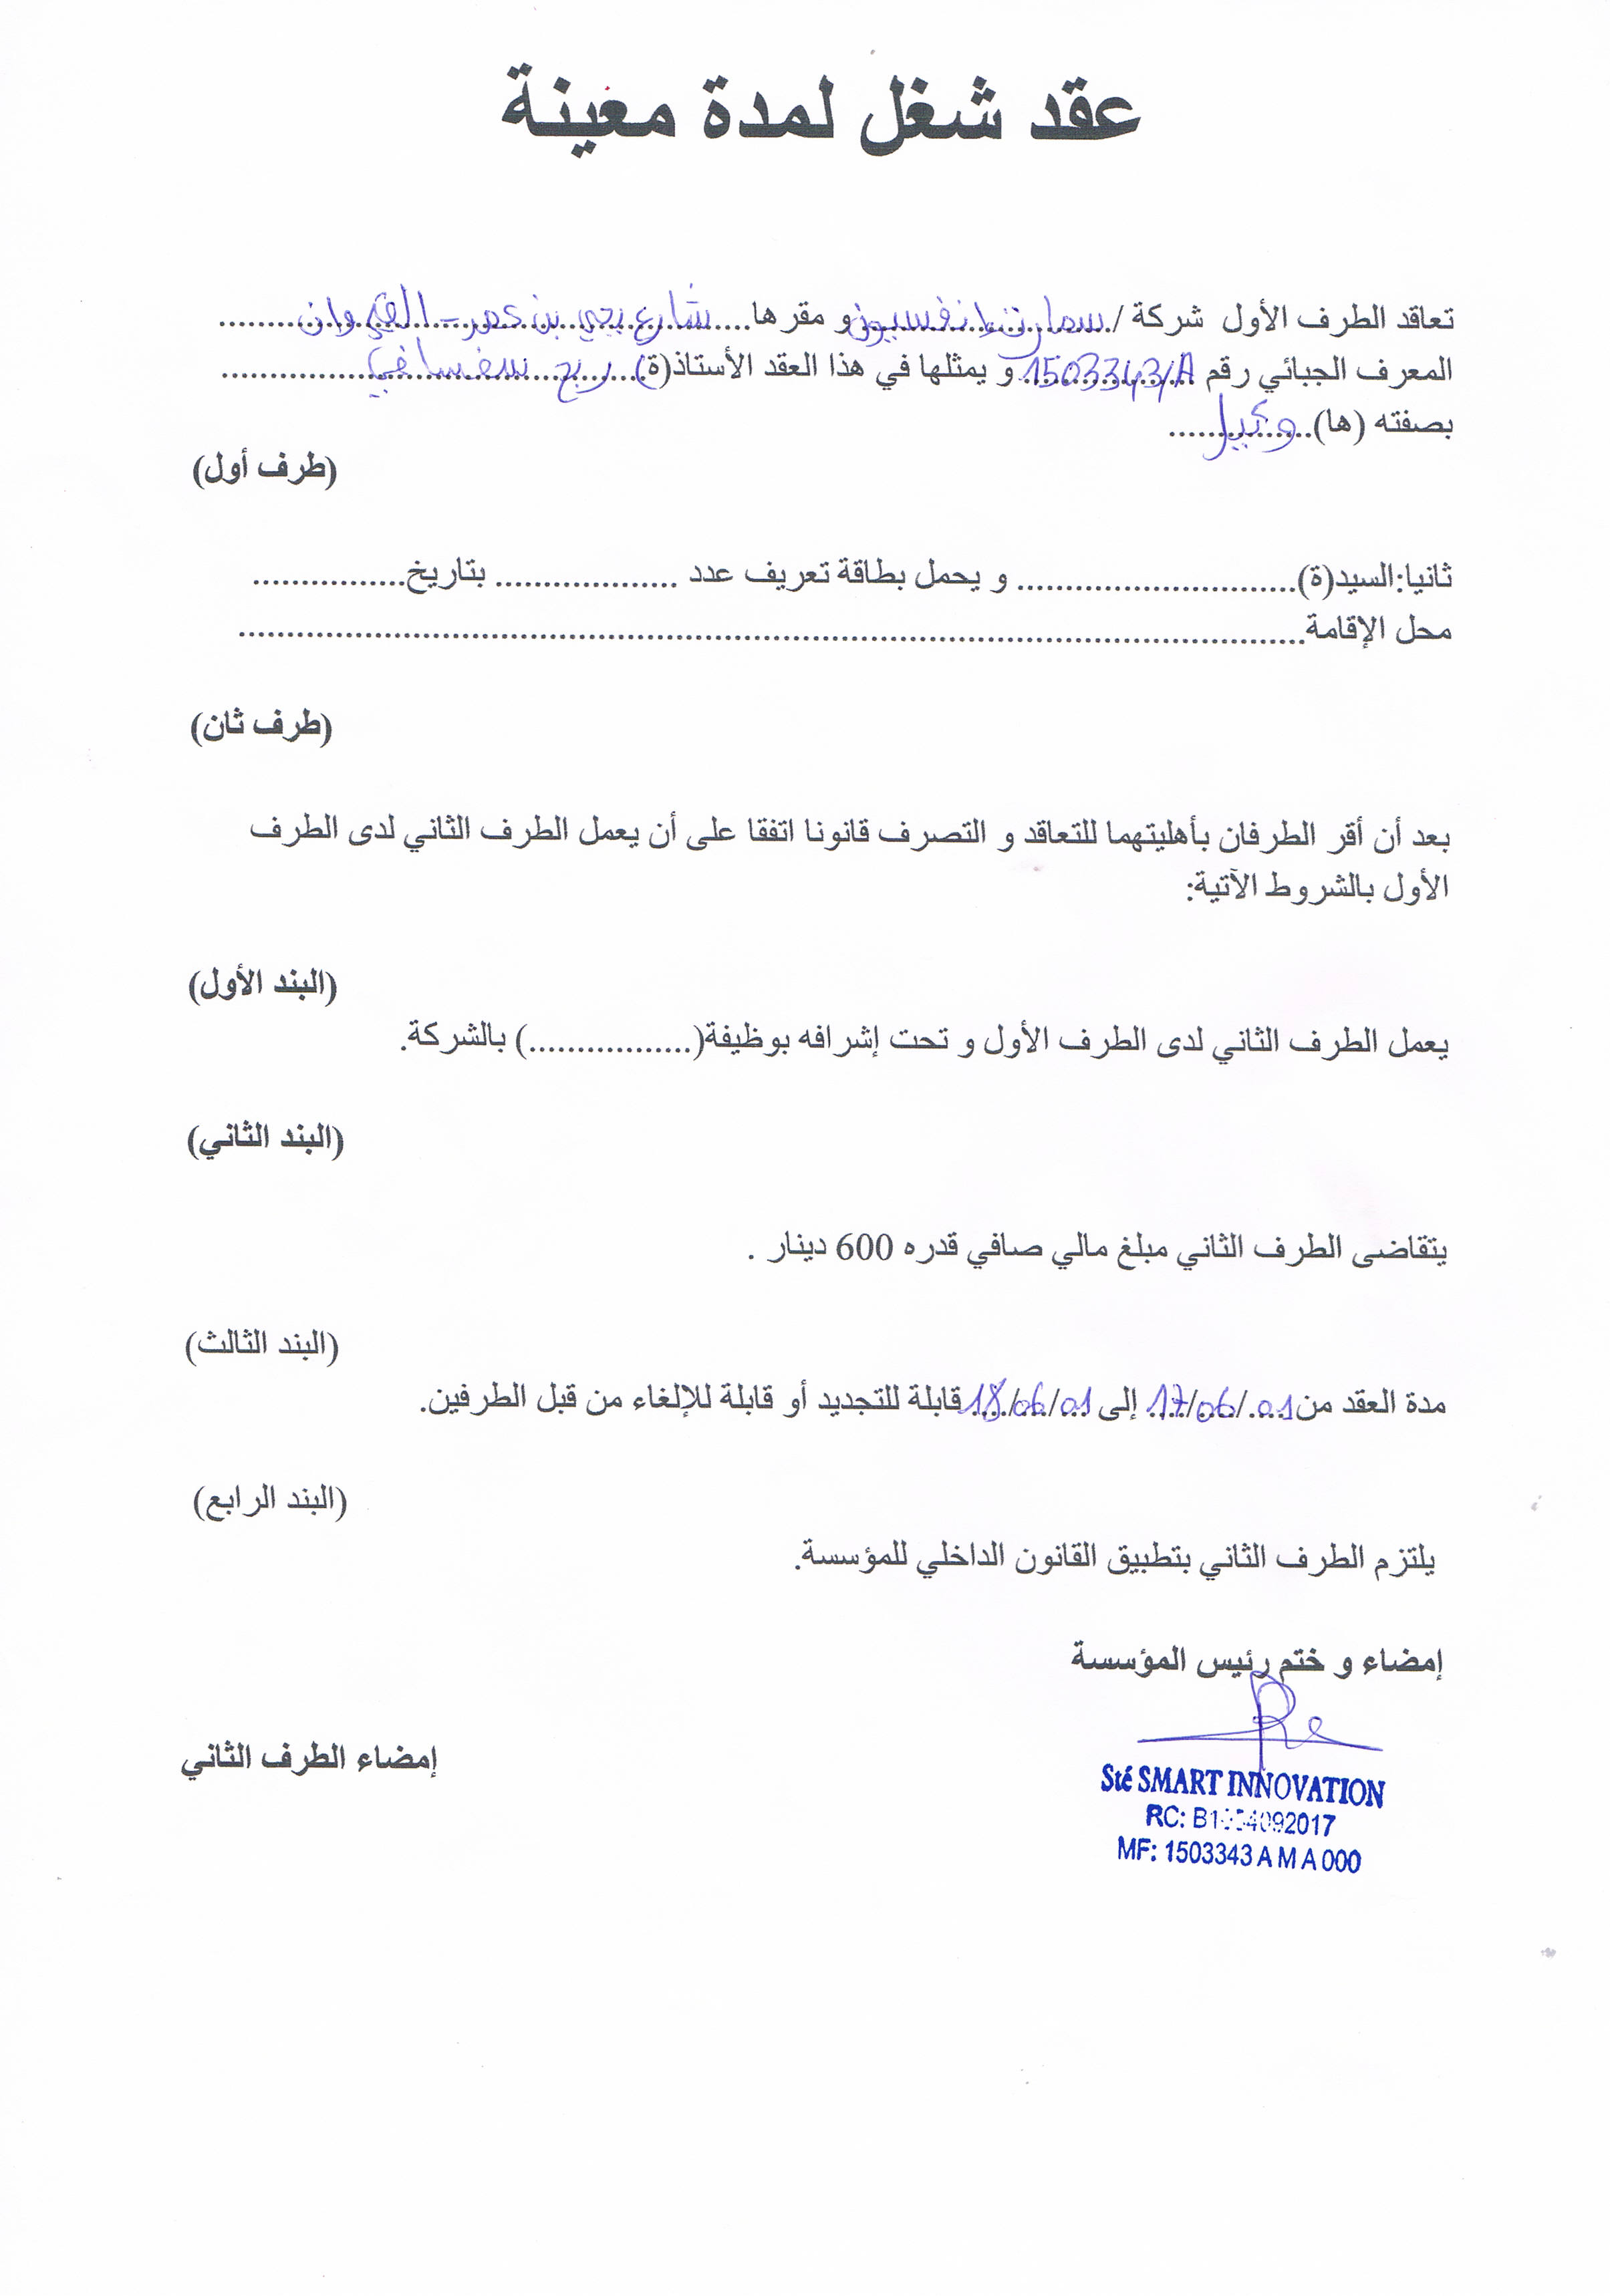 عقد شغل لمدة معينة
تعاقد الطرف الأول شركة /سمارت إنفسيون و مقرها......شارع يحي بن عمر - القيروان.........
المعرف الجبائي رقم 1503343/A و يمثلها في هذا العقد الأستاذ(ة)......................
بصفته (ها)....وكيل....
(طرف أول)
ثانيا:السيد(ة)............................ و يحمل بطاقة تعريف عدد .................. بتاريخ................
محل الإقامة..............................................................................................................
(طرف ثان)
بعد أن أقر الطرفان بأهليتهما للتعاقد و التصرف قانونا اتفقا على أن يعمل الطرف الثاني لدى الطرف
الأول بالشروط الآتية:
(البند الأول)
يعمل الطرف الثاني لدى الطرف الأول و تحت إشرافه بوظيفة(.................) بالشركة.
(البند الثاني)
يتقاضى الطرف الثاني مبلغ مالي صافي قدره 600 دينار .
(البند الثالث)
مدة العقد من 01/06/17 إلى 01/06/18 قابلة للتجديد أو قابلة للإلغاء من قبل الطرفين.
(البند الرابع)
يلتزم الطرف الثاني بتطبيق القانون الداخلي للمؤسسة.
إمضاء و ختم رئيس المؤسسة
إمضاء الطرف الثاني
Sté SMART INNOVATION
RC:
MF: 1503343 A M A 000